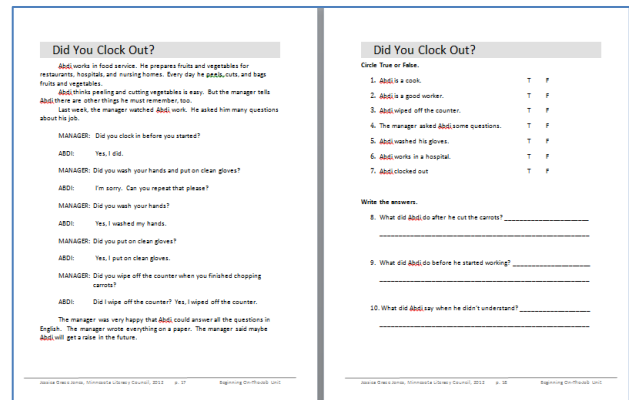 Did You Clock Out?
Abdi works in food service. He prepares fruits and vegetables for
restaurants, hospitals, and nursing homes. Every day he peels, cuts, and bags
fruits and vegetables.
Abdi thinks peeling and cutting vegetables is easy. But the manager tells
Abdi there are other things he must remember, too.
Last week, the manager watched Abdi work. He asked him many questions
about his job.
MANAGER: Did you clock in before you started?
ABDI: Yes, I did.
MANAGER: Did you wash your hands and put on clean gloves?
ABDI: I'm sorry. Can you repeat that please?
MANAGER: Did you wash your hands?
ABDI: Yes, I washed my hands.
MANAGER: Did you put on clean gloves?
ABDI: Yes, I put on clean gloves.
MANAGER: Did you wipe off the counter when you finished chopping
carrots?
ABDI: Did I wipe off the counter? Yes, I wiped off the counter.
The manager was very happy that Abdi could answer all the questions in
English. The manager wrote everything on a paper. The manager said maybe
Abdi will get a raise in the future.
Minnesota Literacy Council, 2012 p. 17 Beginning Unit
Did You Clock Out?
Circle True or False.
1. Abdi is a cook. T F
2. Abdi is a good worker. T F
3. Abdi wiped off the counter. T F
4. The manager asked Abdi some questions. T F
5. Abdi washed his gloves. T F
6. Abdi works in a hospital. T F
7. Abdi clocked out T F
Write the answers.
8. What did Abdi do after he cut the carrots? ______________________
______________________________________________________
9. What did Abdi do before he started working? ____________________
______________________________________________________
10. What did Abdi say when he didn't understand? __________________
______________________________________________________
Minnesota Literacy Council, 2012 p. 18 Beginning Unit